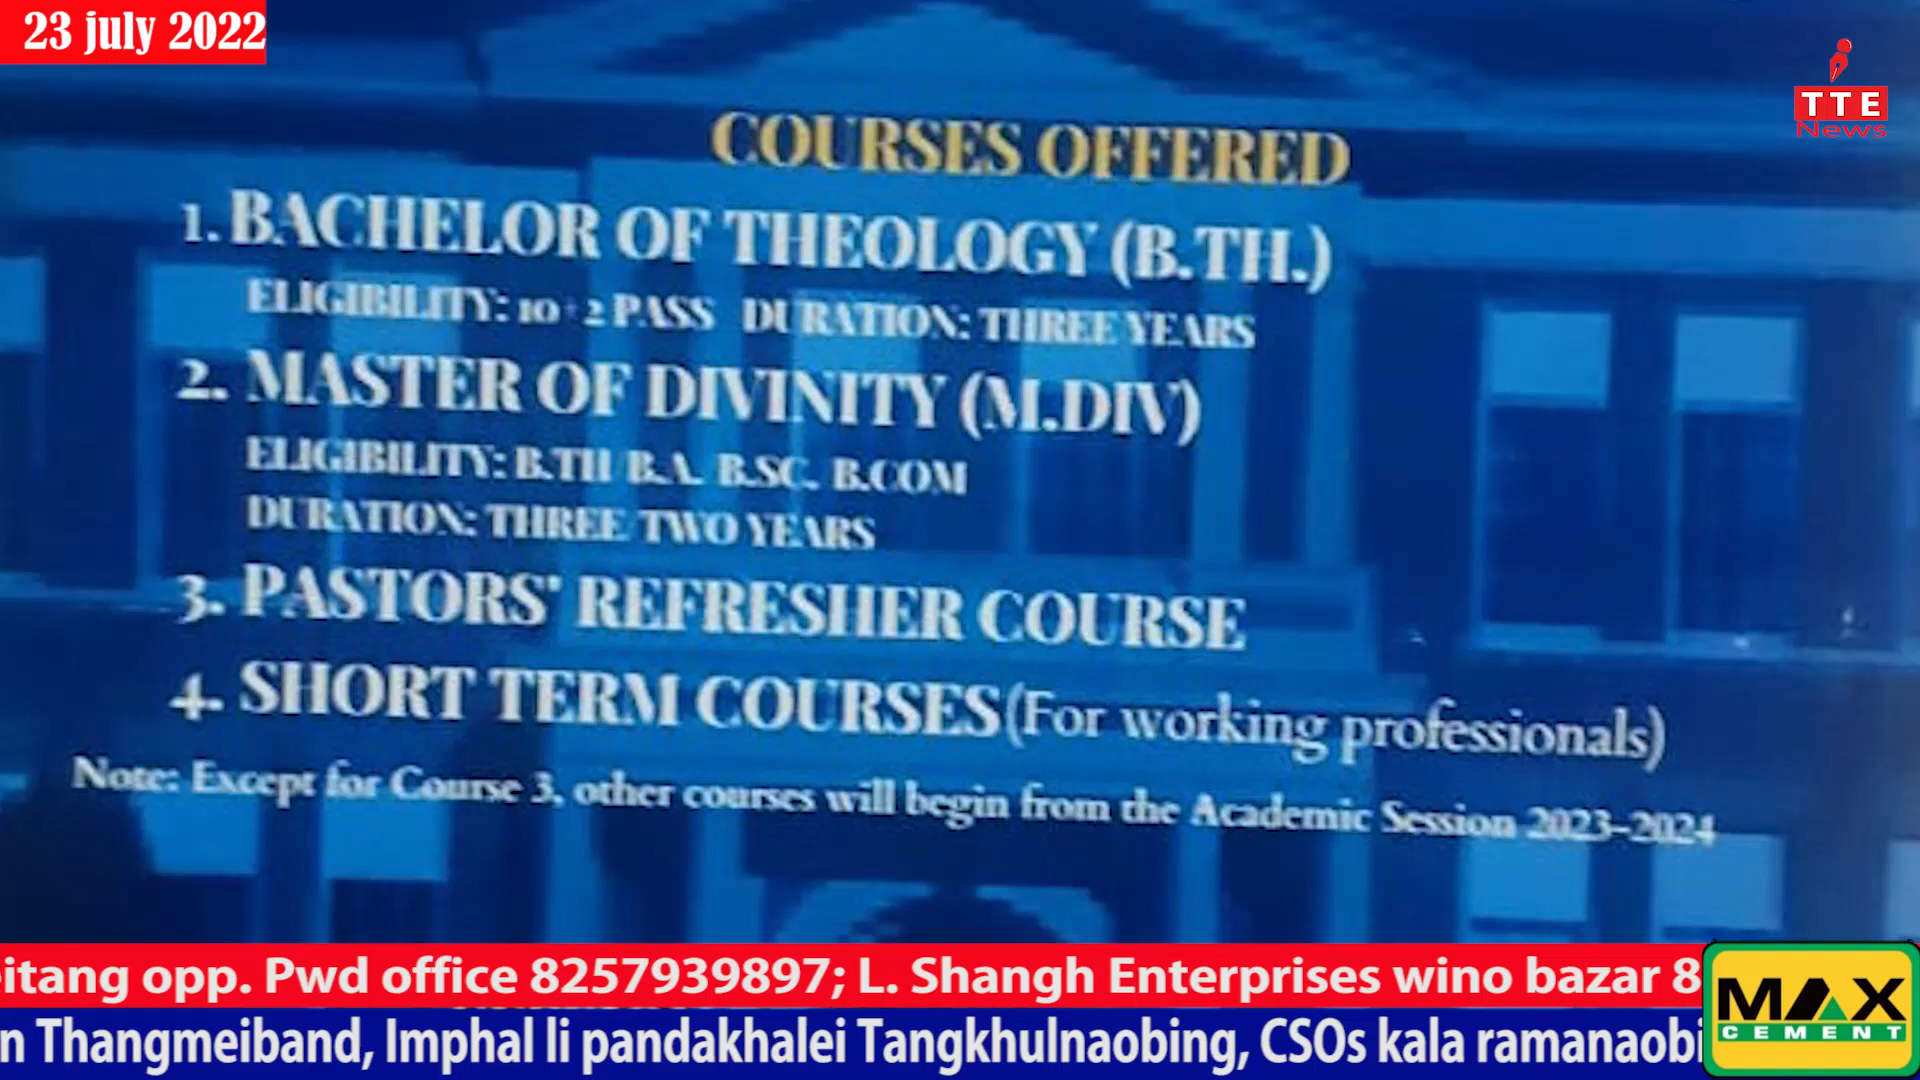 23 july 2022
TTE
News
COURSES OFFERED
1. BACHELOR OF THEOLOGY (B.TH.)
ELIGIBILITY: 10+2 PASS DURATION: THREE YEARS
2. MASTER OF DIVINITY (M.DIV)
ELIGIBILITY: B.TH B.A. B.SC. B.COM
DURATION: THREE TWO YEARS
3. PASTORS' REFRESHER COURSE
4. SHORT TERM COURSES (For working professionals)
Note: Except for Course 3, other courses will begin from the Academic Session 2023-2024
eitang opp. Pwd office 8257939897; L. Shangh Enterprises wino bazar 8
n Thangmeiband, Imphal li pandakhalei Tangkhulnaobing, CSOs kala ramanaobi
MAX
CEMENT